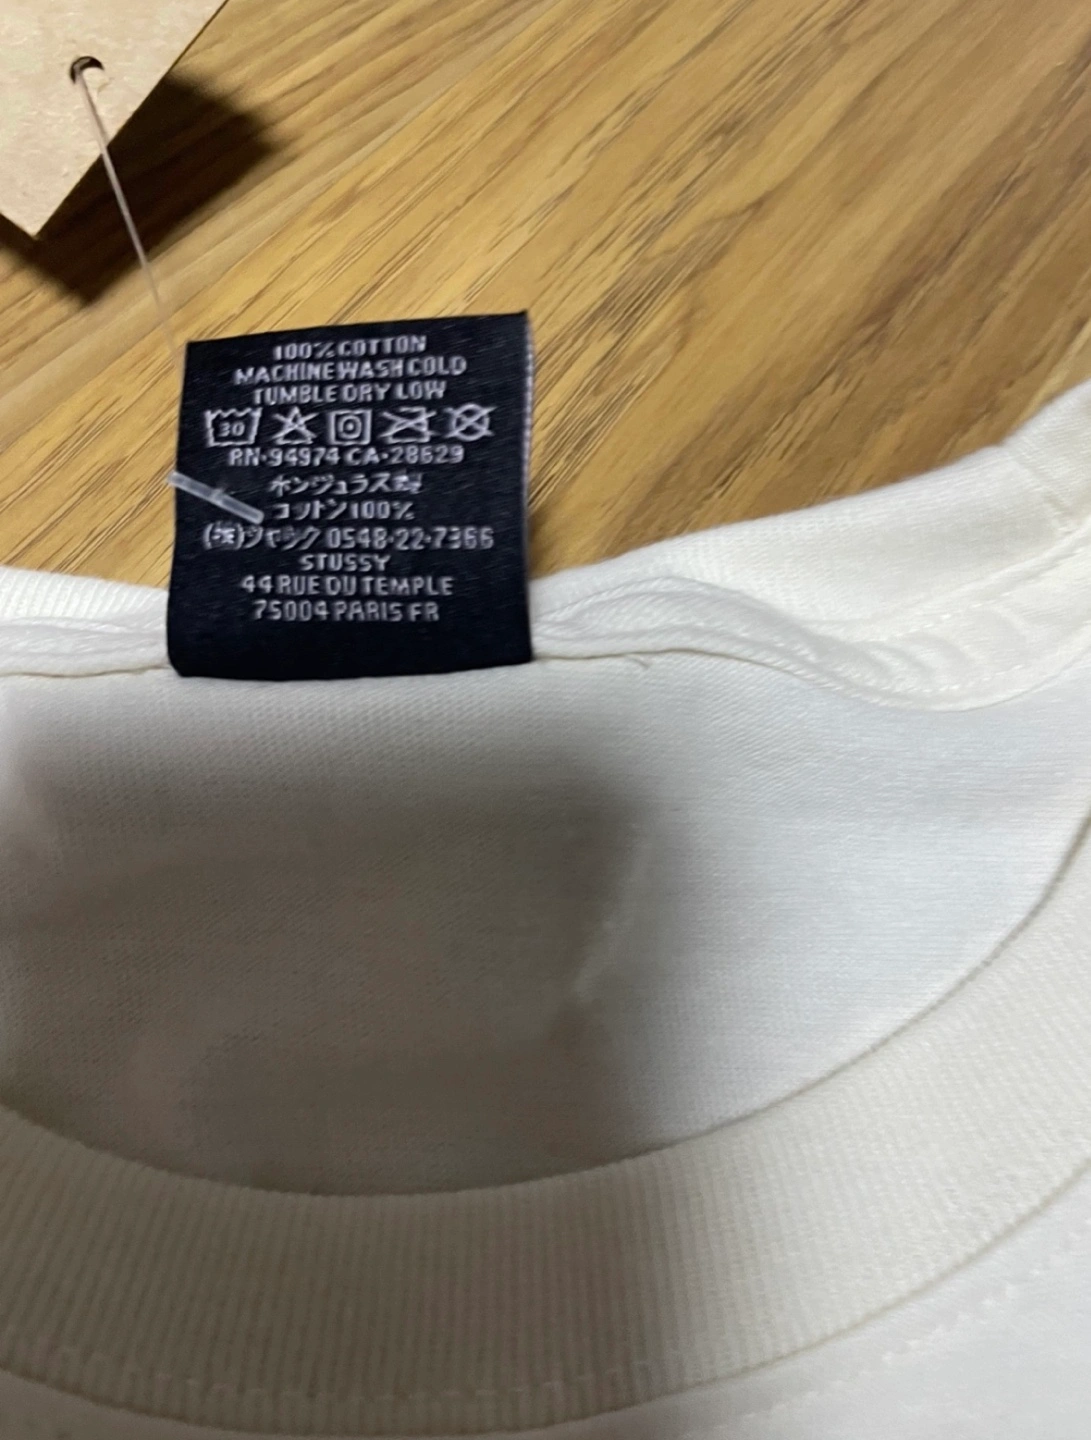 100% COTTON
MACHINE WASH COLD
TUMBLE DRY LOW
30
RN·94974 CA·28629
ホンジュラス製
コットン100%
(株)ジャック 0548·22·7366
STUSSY
44 RUE DU TEMPLE
75004 PARIS FR